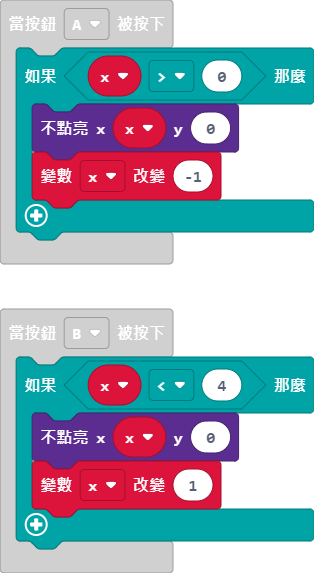 當按鈕 A 被按下
如果 x > 0 那麼
不點亮 x x y 0
變數 x 改變 -1
當按鈕 B 被按下
如果 x < 4 那麼
不點亮 x x y 0
變數 x 改變 1